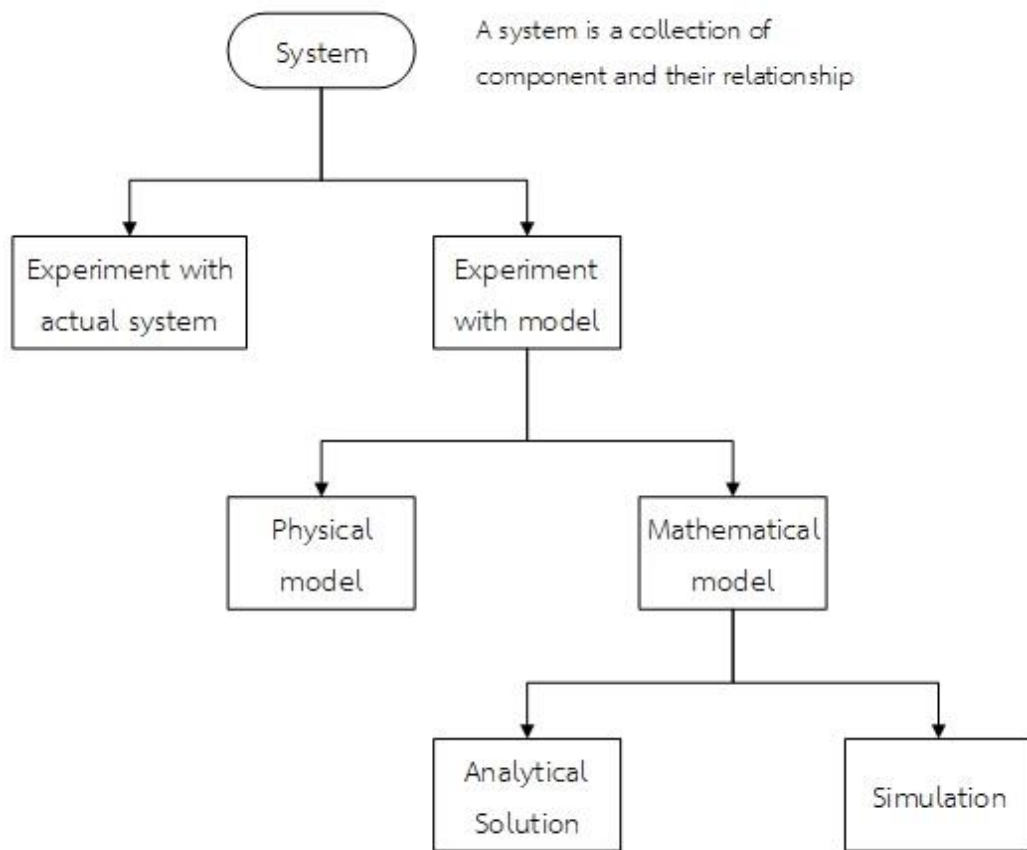 System
A system is a collection of
component and their relationship
Experiment with
actual system
Experiment
with model
Physical
model
Mathematical
model
Analytical
Solution
Simulation